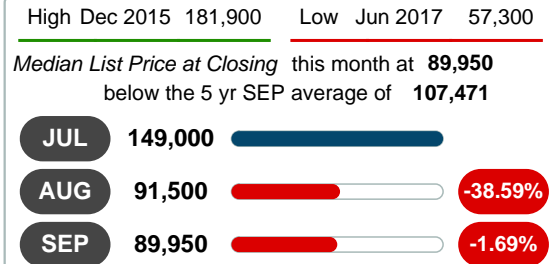 High Dec 2015 181,900 Low Jun 2017 57,300
Median List Price at Closing this month at 89,950
below the 5 yr SEP average of 107,471
JUL 149,000
AUG 91,500 -38.59%
SEP 89,950 -1.69%